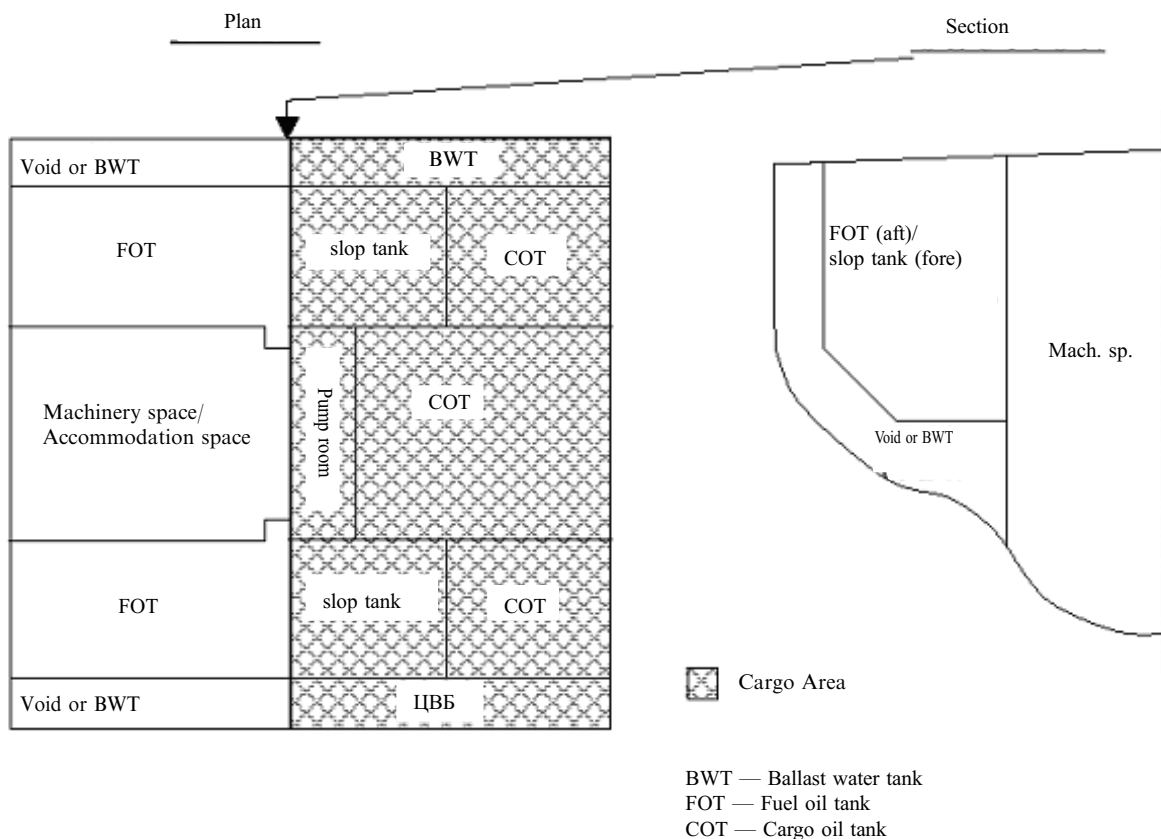 Plan
Section
Void or BWT
BWT
FOT
slop tank
COT
FOT (aft)/
slop tank (fore)
Mach. sp.
Machinery space/
Accommodation space
Pump room
COT
Void or BWT
FOT
slop tank
COT
Void or BWT
ЦВБ
Cargo Area
BWT — Ballast water tank
FOT — Fuel oil tank
COT — Cargo oil tank